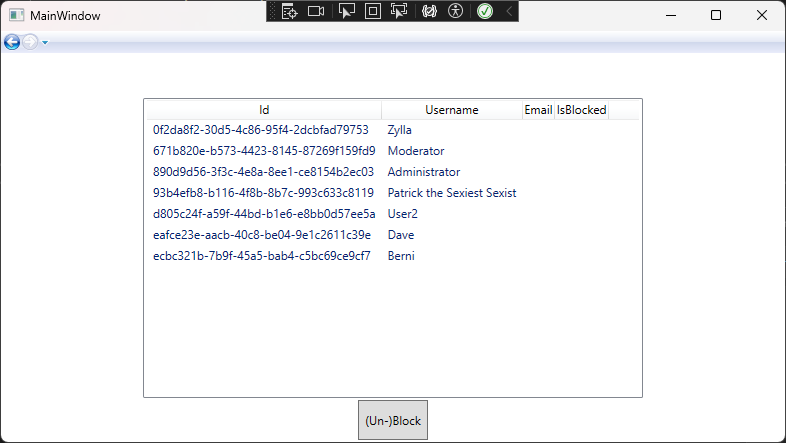 MainWindow
Id Username Email IsBlocked
0f2da8f2-30d5-4c86-95f4-2dcbfad79753 Zylla
671b820e-b573-4423-8145-87269f159fd9 Moderator
890d9d56-3f3c-4e8a-8ee1-ce8154b2ec03 Administrator
93b4efb8-b116-4f8b-8b7c-993c633c8119 Patrick the Sexiest Sexist
d805c24f-a59f-44bd-b1e6-e8bb0d57ee5a User2
eafce23e-aacb-40c8-be04-9e1c2611c39e Dave
ecbc321b-7b9f-45a5-bab4-c5bc69ce9cf7 Berni
(Un-)Block